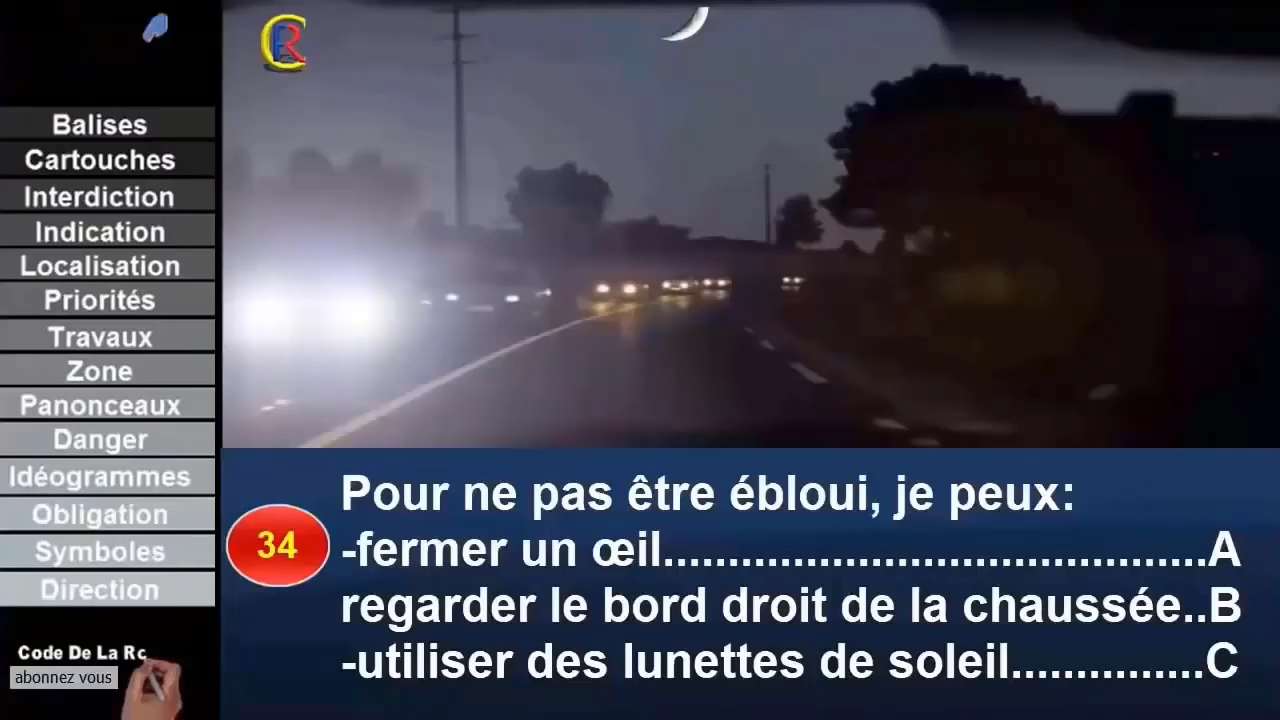 Balises
Cartouches
Interdiction
Indication
Localisation
Priorités
Travaux
Zone
Panonceaux
Danger
Idéogrammes
Obligation
Symboles
Direction
Code De La Rc
abonnez vous
CR
34
Pour ne pas être ébloui, je peux:
-fermer un œil..........................................A
regarder le bord droit de la chaussée..B
-utiliser des lunettes de soleil...............C